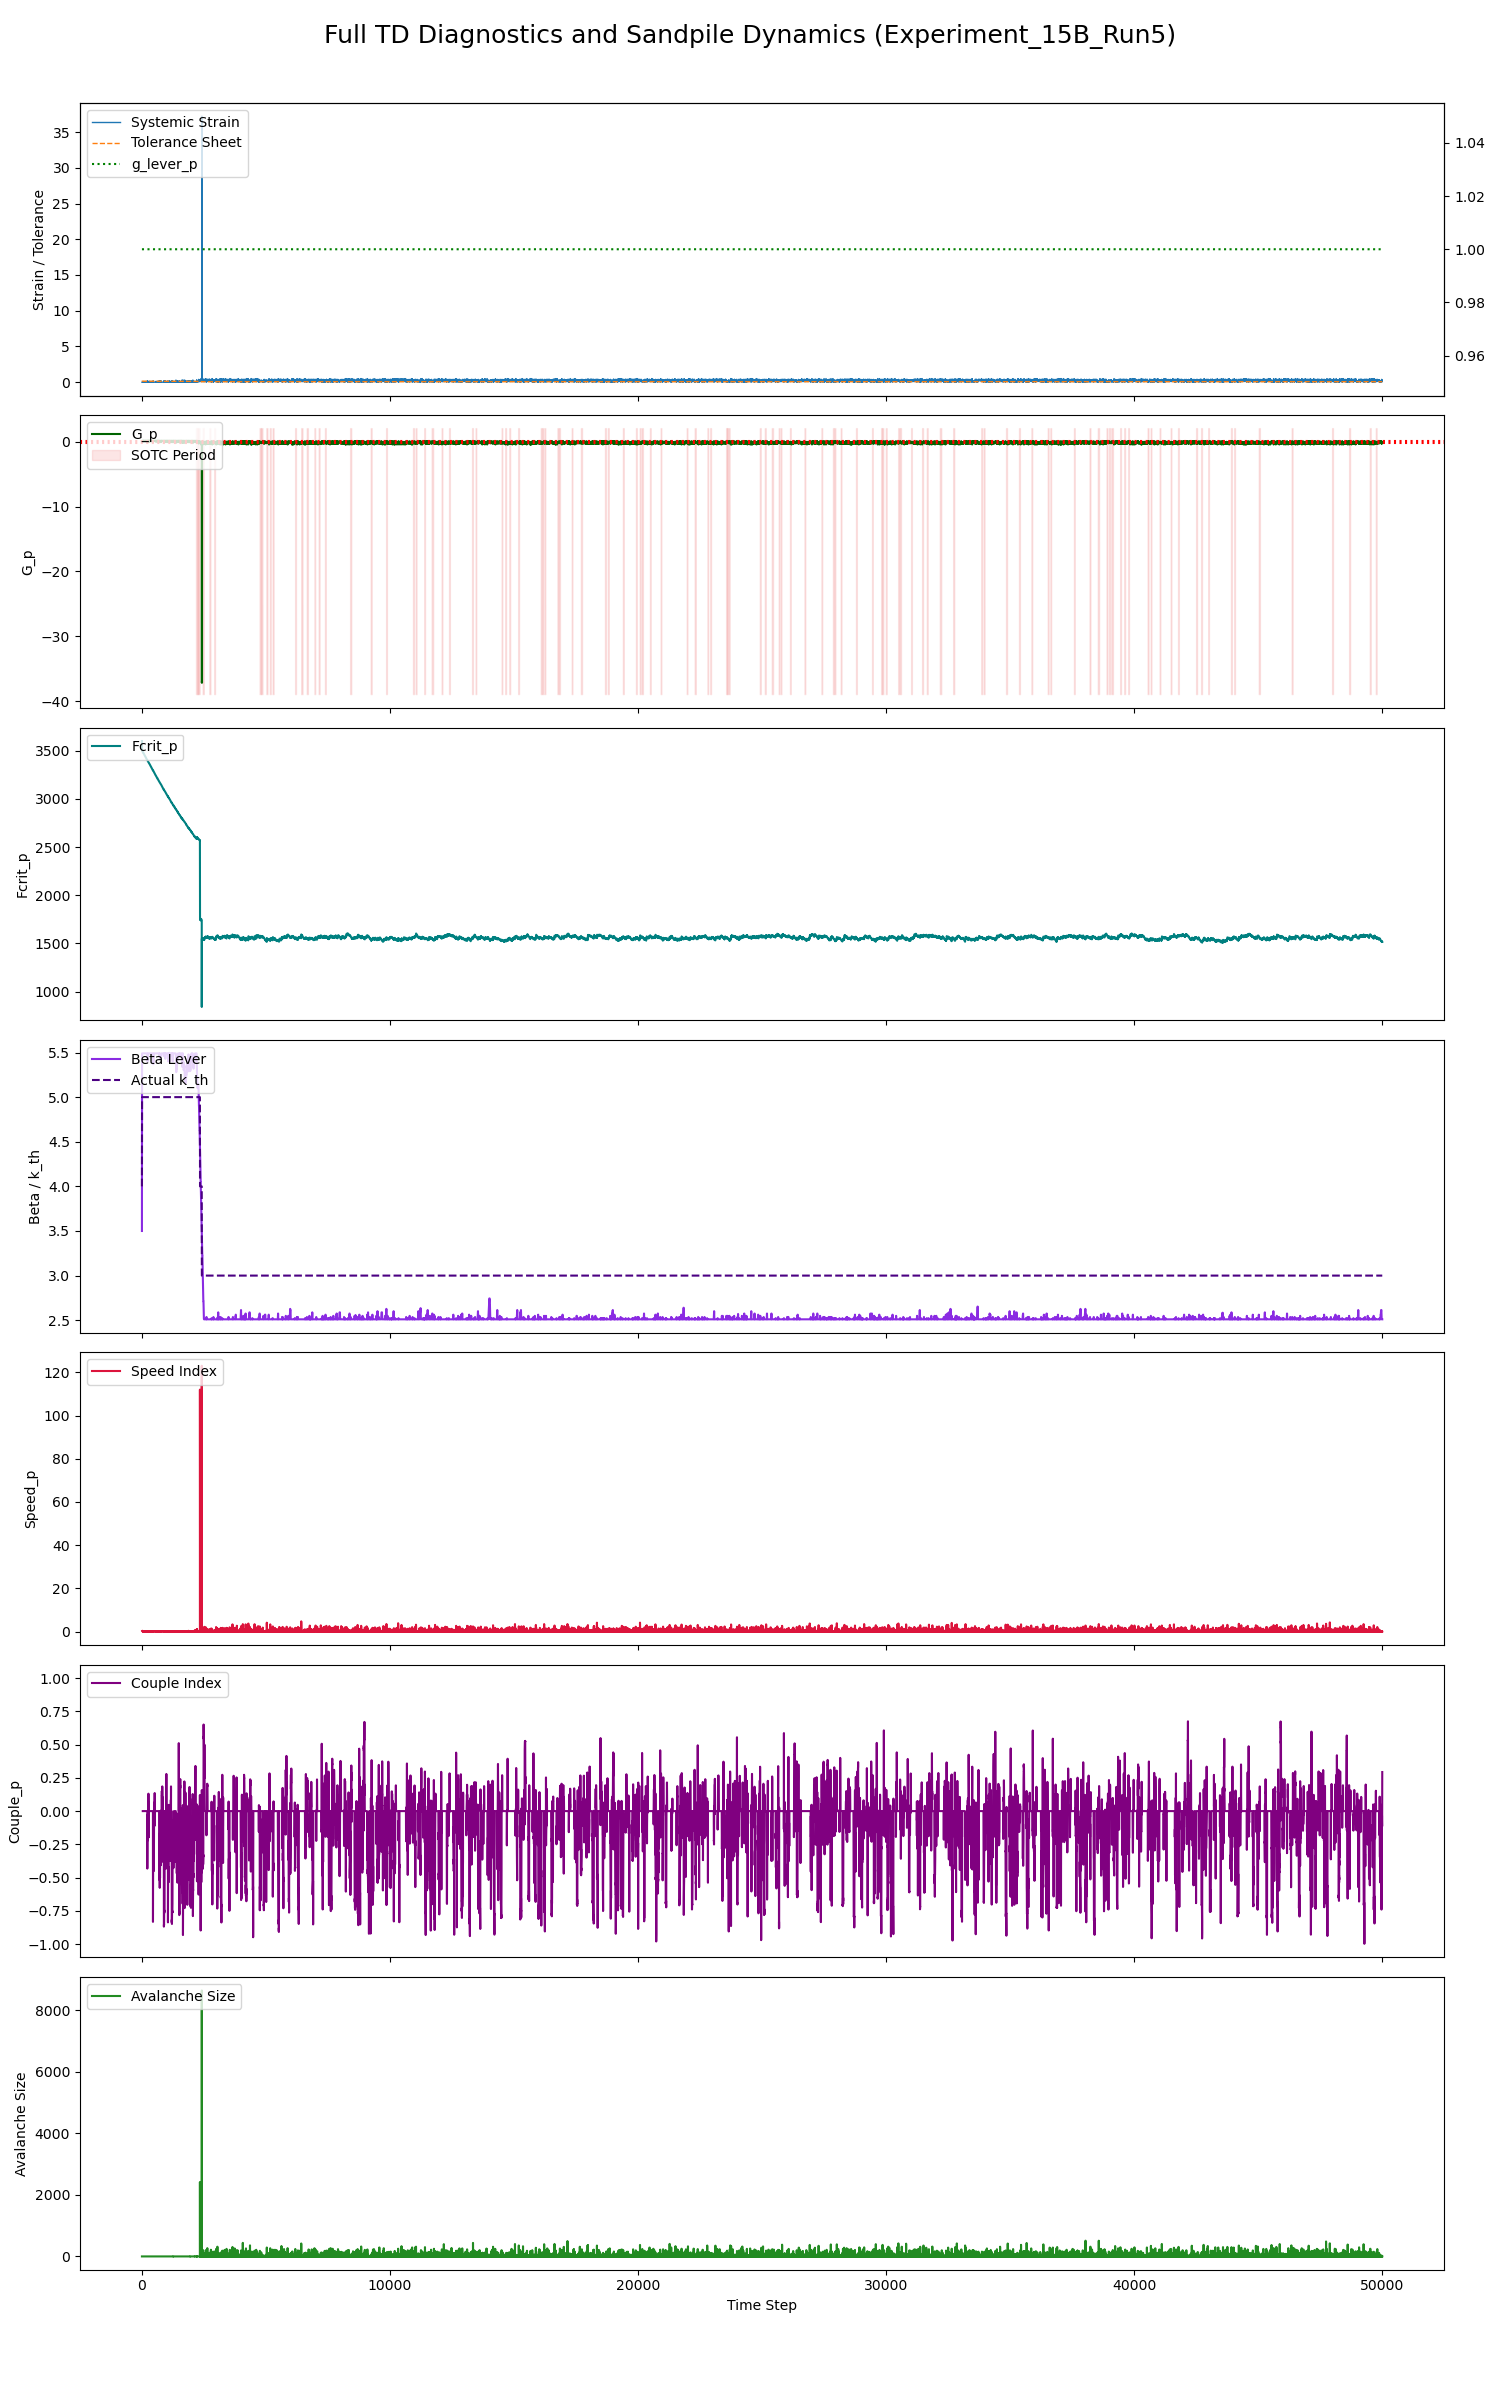 Full TD Diagnostics and Sandpile Dynamics (Experiment_15B_Run5)
Systemic Strain
Tolerance Sheet
g_lever_p
Strain / Tolerance
35
30
25
20
15
10
5
0
1.04
1.02
1.00
0.98
0.96
G_p
SOTC Period
G_p
0
−10
−20
−30
−40
Fcrit_p
Fcrit_p
3500
3000
2500
2000
1500
1000
Beta Lever
Actual k_th
Beta / k_th
5.5
5.0
4.5
4.0
3.5
3.0
2.5
Speed Index
Speed_p
120
100
80
60
40
20
0
Couple Index
Couple_p
1.00
0.75
0.50
0.25
0.00
−0.25
−0.50
−0.75
−1.00
Avalanche Size
Avalanche Size
8000
6000
4000
2000
0
0 10000 20000 30000 40000 50000
Time Step